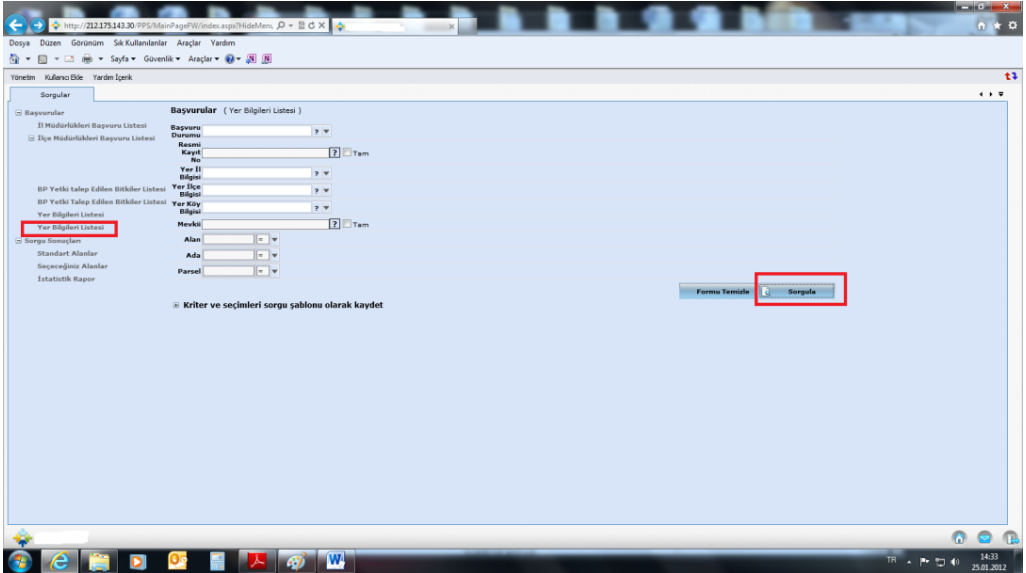 http://212.175.143.30/PPS/MainPageFW/index.aspx?HideMenu
Dosya Düzen Görünüm Sık Kullanılanlar Araçlar Yardım
Sayfa Güvenlik Araçlar
Yönetim Kullanıcı Ekle Yardım İçerik
Sorgular
Başvurular
İl Müdürlükleri Başvuru Listesi
İlçe Müdürlükleri Başvuru Listesi
BP Yetki talep Edilen Bitkiler Listesi
BP Yetki Talep Edilen Bitkiler Listesi
Yer Bilgileri Listesi
Yer Bilgileri Listesi
Sorgu Sonuçları
Standart Alanlar
Seçeceğiniz Alanlar
İstatistik Rapor
Başvurular ( Yer Bilgileri Listesi )
Başvuru Durumu ?
Resmi Kayıt No ? Tam
Yer İl Bilgisi ?
Yer İlçe Bilgisi ?
Yer Köy Bilgisi ?
Mevkii ? Tam
Alan =
Ada =
Parsel =
Formu Temizle Sorgula
Kriter ve seçimleri sorgu şablonu olarak kaydet
TR 14:33
25.01.2012